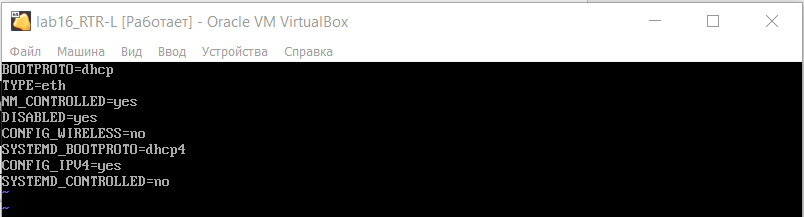 lab16_RTR-L [Работает] - Oracle VM VirtualBox
Файл Машина Вид Ввод Устройства Справка
BOOTPROTO=dhcp
TYPE=eth
NM_CONTROLLED=yes
DISABLED=yes
CONFIG_WIRELESS=no
SYSTEMD_BOOTPROTO=dhcp4
CONFIG_IPV4=yes
SYSTEMD_CONTROLLED=no
~
~